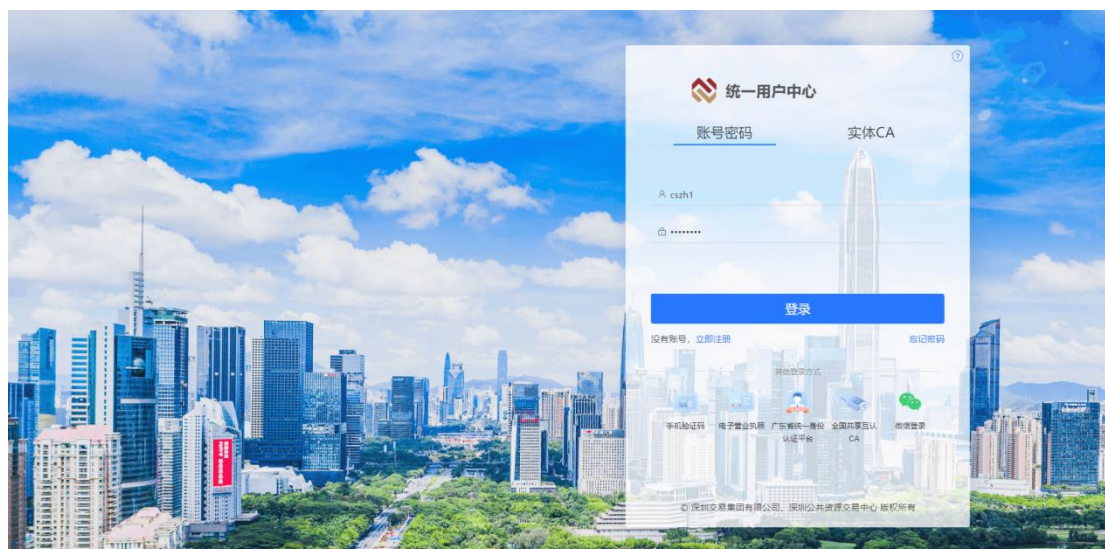 统一用户中心
账号密码 实体CA
cszh1
••••••••
登录
没有账号，立即注册 忘记密码
其他登录方式
手机验证码 电子营业执照 广东省统一身份认证平台 全国共享互认CA 微信登录
© 深圳交易集团有限公司、深圳公共资源交易中心 版权所有